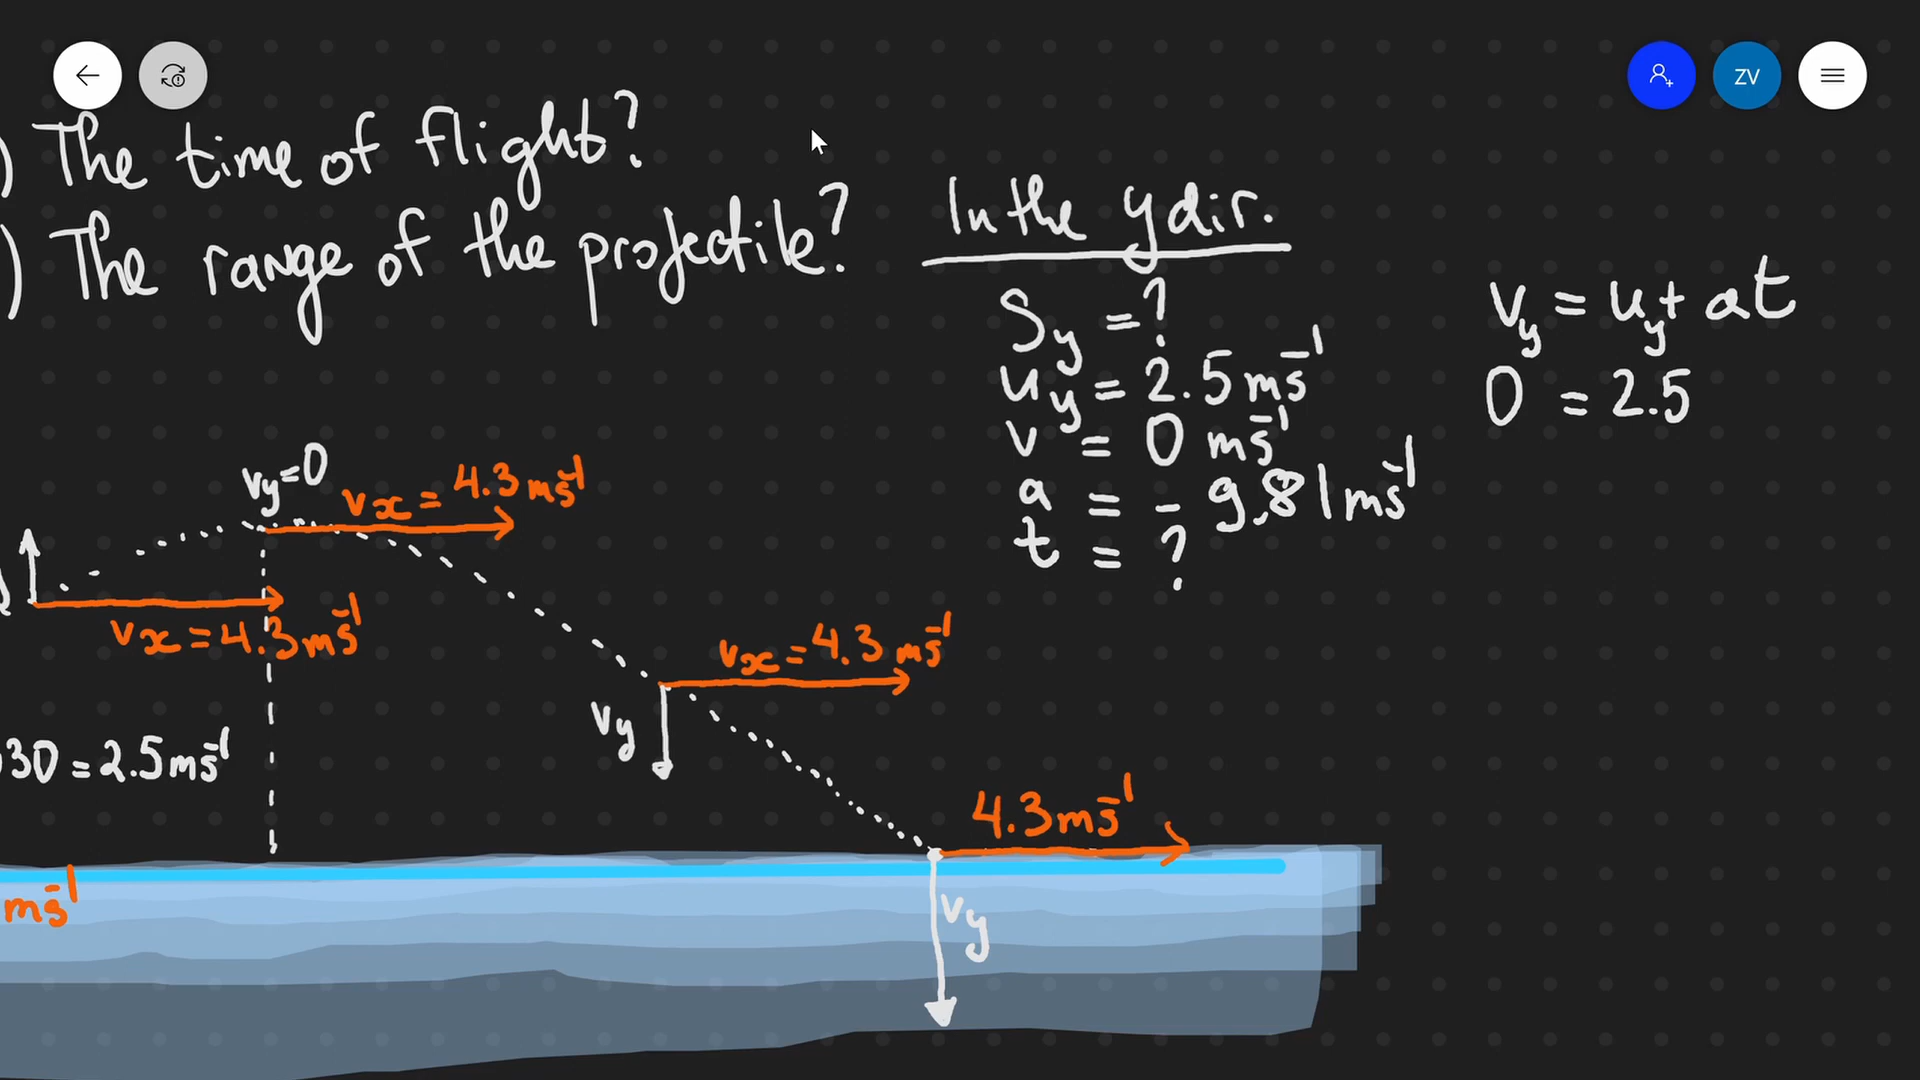 ) The time of flight?
) The range of the projectile?
In the y dir.
Sy = ?
uy = 2.5 ms⁻¹
v = 0 ms⁻¹
a = - 9.81 ms⁻¹
t = ?
vy = uy + at
0 = 2.5
vy=0
vx = 4.3 ms⁻¹
vx = 4.3 ms⁻¹
vx = 4.3 ms⁻¹
vy
30 = 2.5 ms⁻¹
4.3 ms⁻¹
ms⁻¹
vy
ZV